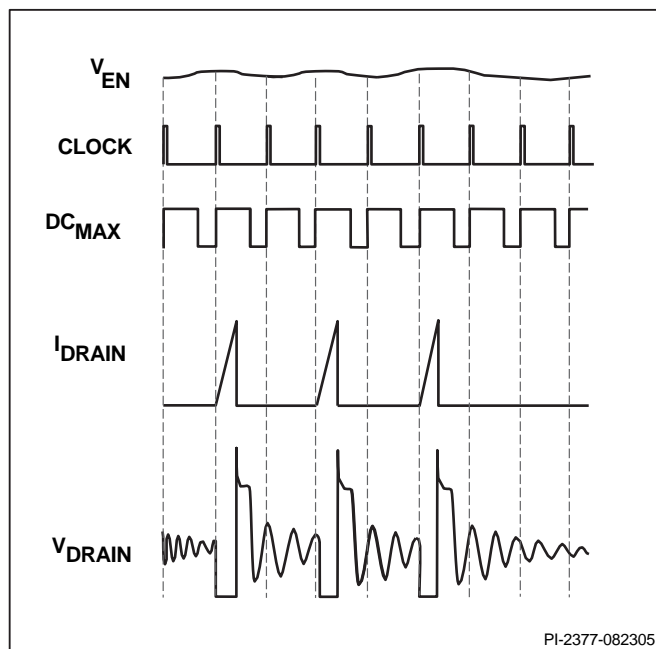 VEN
CLOCK
DCMAX
IDRAIN
VDRAIN
PI-2377-082305